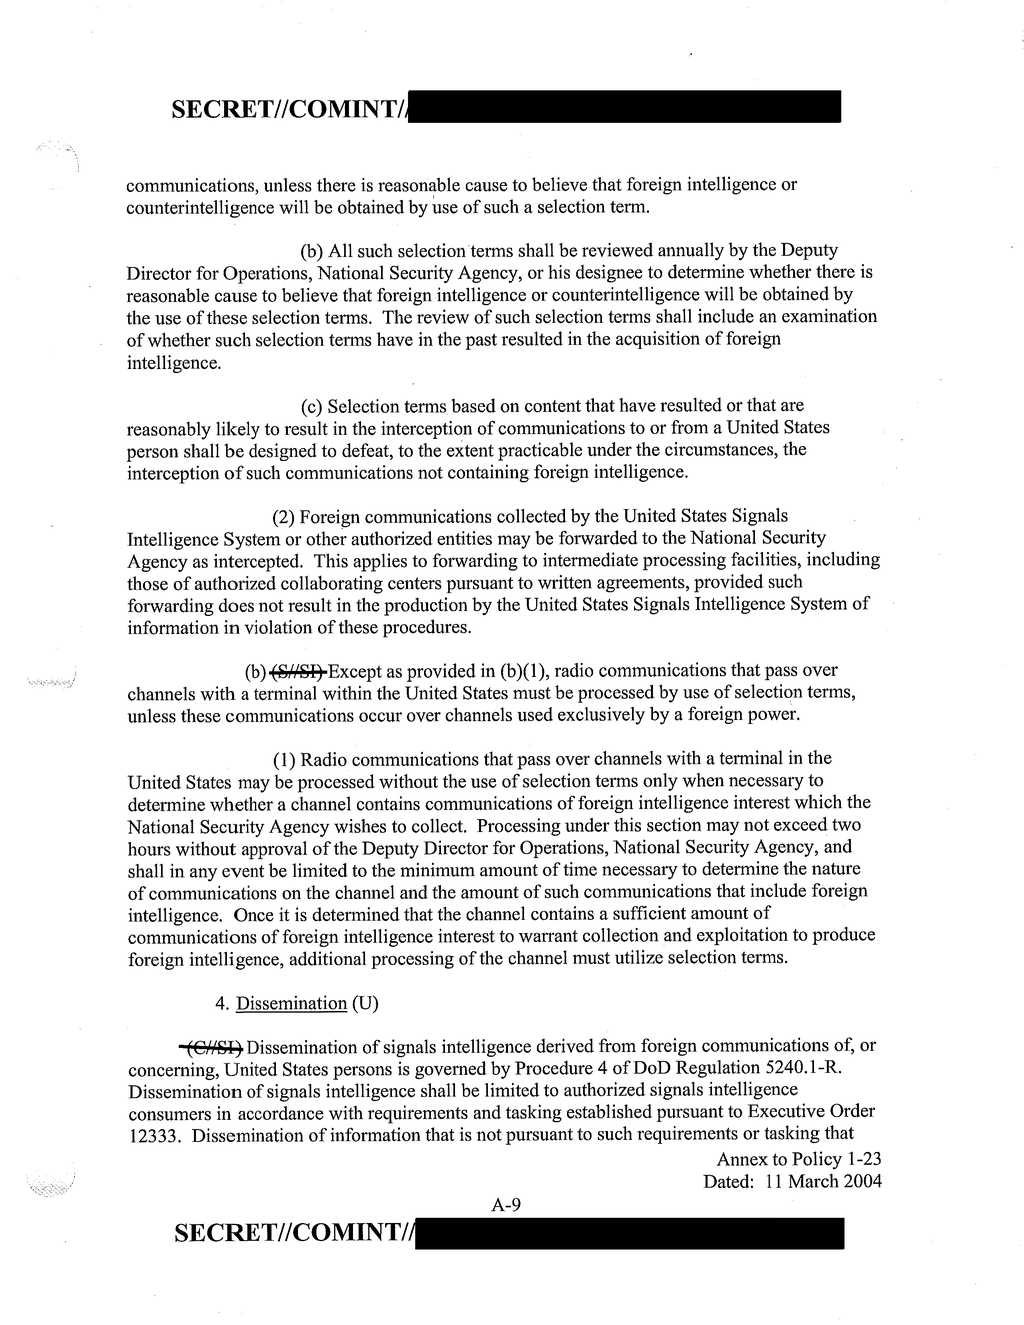 SECRET//COMINT//
communications, unless there is reasonable cause to believe that foreign intelligence or
counterintelligence will be obtained by use of such a selection term.
(b) All such selection terms shall be reviewed annually by the Deputy
Director for Operations, National Security Agency, or his designee to determine whether there is
reasonable cause to believe that foreign intelligence or counterintelligence will be obtained by
the use of these selection terms. The review of such selection terms shall include an examination
of whether such selection terms have in the past resulted in the acquisition of foreign
intelligence.
(c) Selection terms based on content that have resulted or that are
reasonably likely to result in the interception of communications to or from a United States
person shall be designed to defeat, to the extent practicable under the circumstances, the
interception of such communications not containing foreign intelligence.
(2) Foreign communications collected by the United States Signals
Intelligence System or other authorized entities may be forwarded to the National Security
Agency as intercepted. This applies to forwarding to intermediate processing facilities, including
those of authorized collaborating centers pursuant to written agreements, provided such
forwarding does not result in the production by the United States Signals Intelligence System of
information in violation of these procedures.
(b) (S//SI) Except as provided in (b)(1), radio communications that pass over
channels with a terminal within the United States must be processed by use of selection terms,
unless these communications occur over channels used exclusively by a foreign power.
(1) Radio communications that pass over channels with a terminal in the
United States may be processed without the use of selection terms only when necessary to
determine whether a channel contains communications of foreign intelligence interest which the
National Security Agency wishes to collect. Processing under this section may not exceed two
hours without approval of the Deputy Director for Operations, National Security Agency, and
shall in any event be limited to the minimum amount of time necessary to determine the nature
of communications on the channel and the amount of such communications that include foreign
intelligence. Once it is determined that the channel contains a sufficient amount of
communications of foreign intelligence interest to warrant collection and exploitation to produce
foreign intelligence, additional processing of the channel must utilize selection terms.
4. Dissemination (U)
(C//SI) Dissemination of signals intelligence derived from foreign communications of, or
concerning, United States persons is governed by Procedure 4 of DoD Regulation 5240.1-R.
Dissemination of signals intelligence shall be limited to authorized signals intelligence
consumers in accordance with requirements and tasking established pursuant to Executive Order
12333. Dissemination of information that is not pursuant to such requirements or tasking that
Annex to Policy 1-23
Dated: 11 March 2004
A-9
SECRET//COMINT//